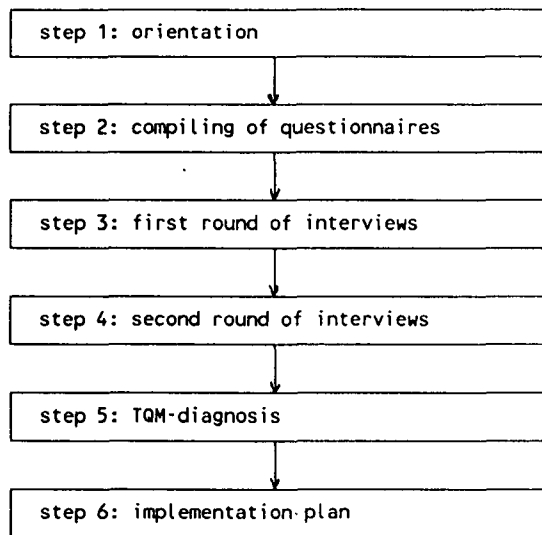 step 1: orientation
step 2: compiling of questionnaires
step 3: first round of interviews
step 4: second round of interviews
step 5: TQM-diagnosis
step 6: implementation plan